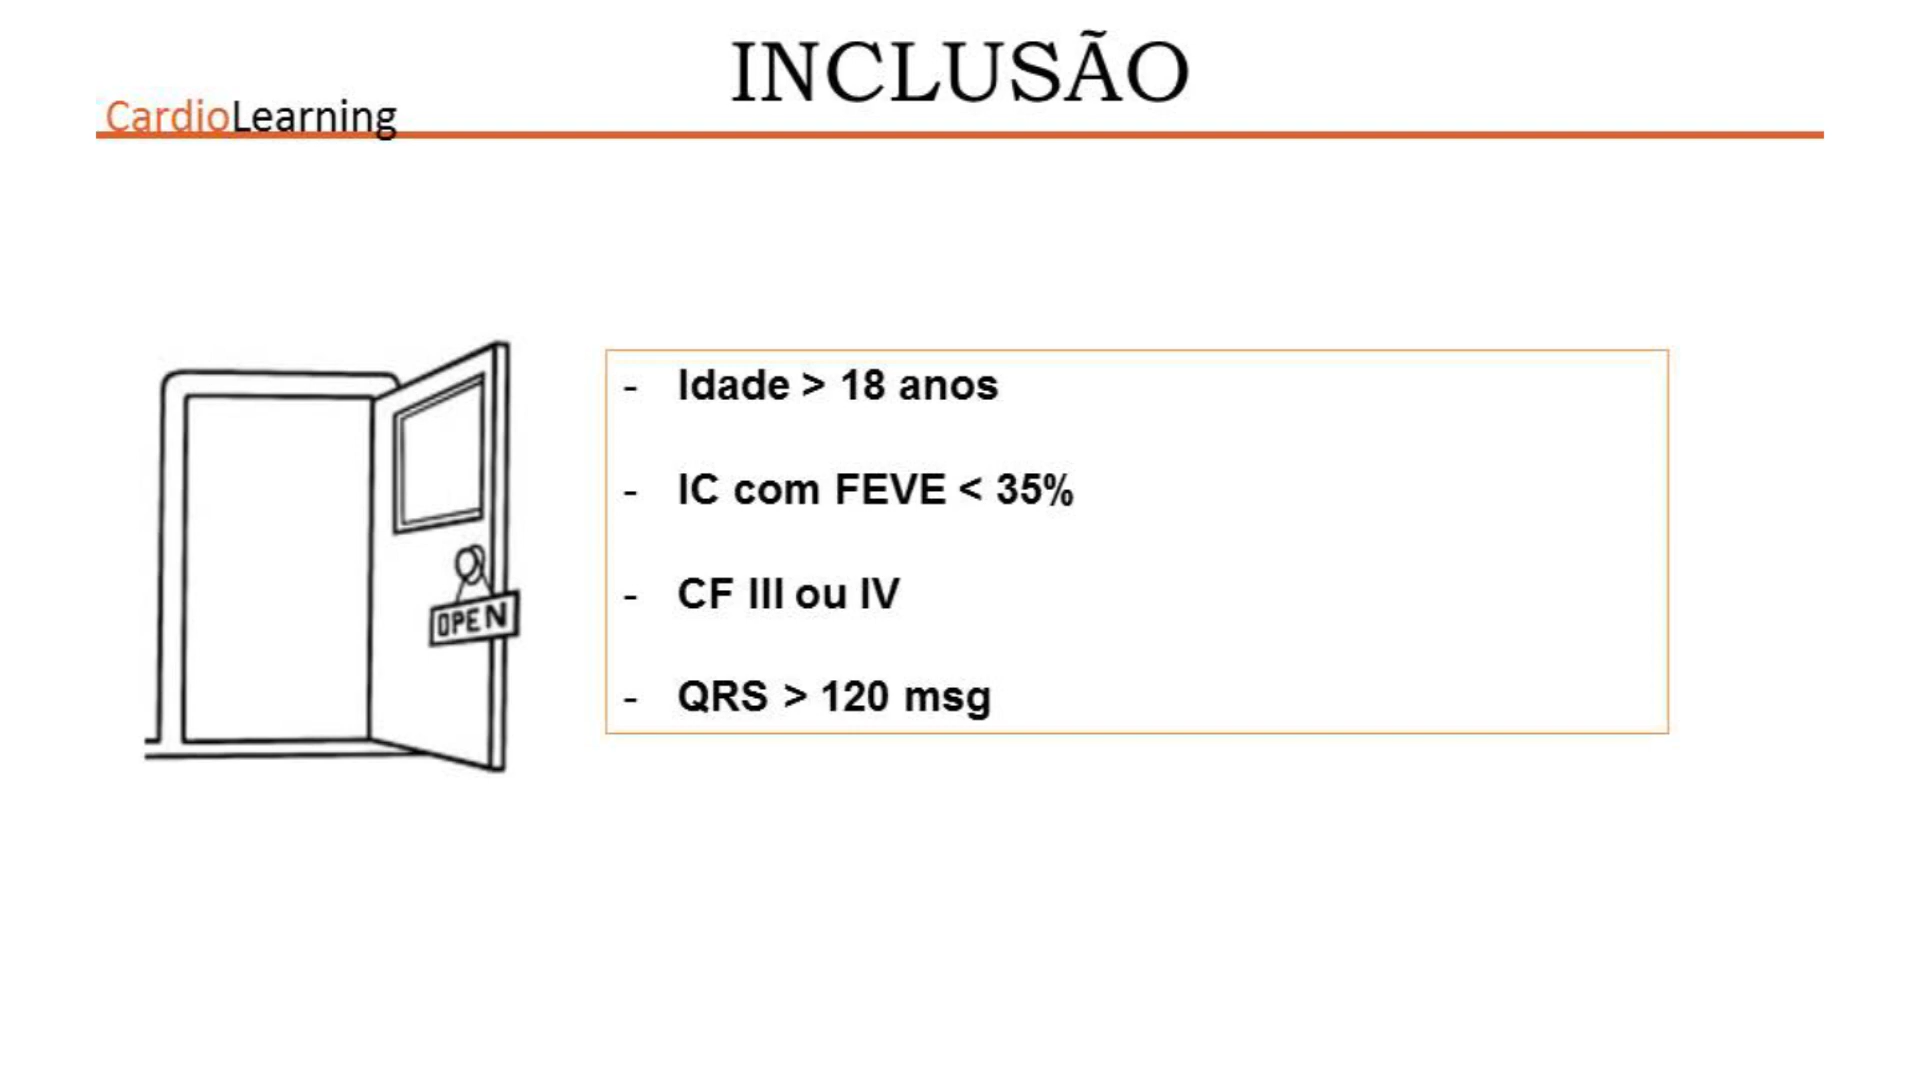 INCLUSÃO
CardioLearning
- Idade > 18 anos
- IC com FEVE < 35%
- CF III ou IV
- QRS > 120 msg
OPEN